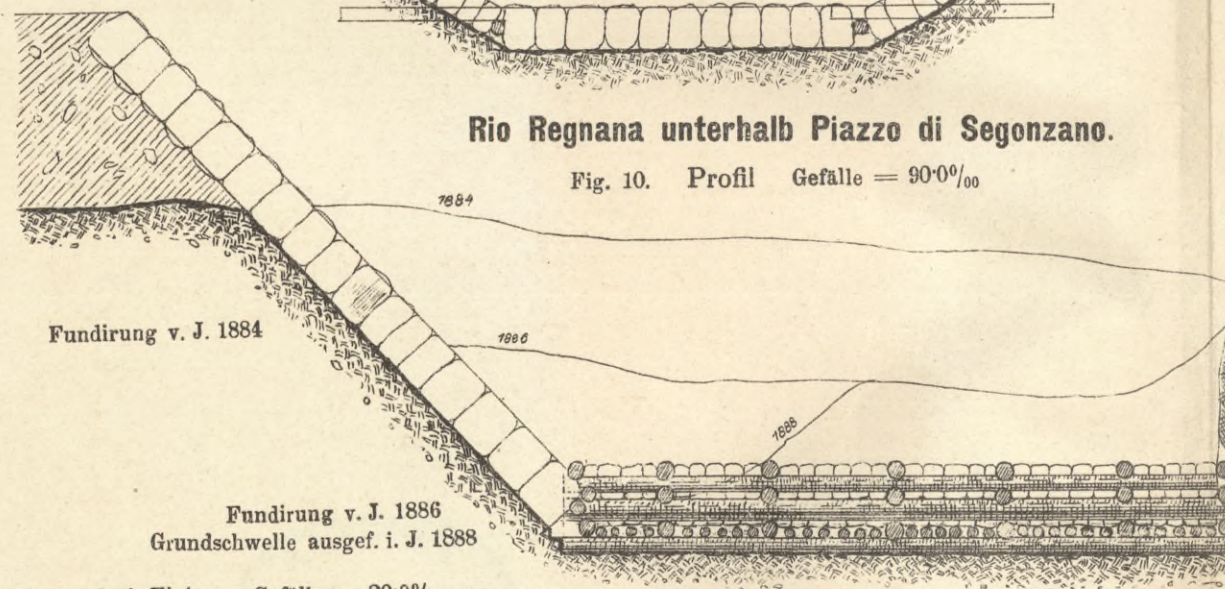 Rio Regnana unterhalb Piazzo di Segonzano.
Fig. 10. Profil Gefälle = 90·0‰
1884
Fundirung v. J. 1884
1886
1888
Fundirung v. J. 1886
Grundschwelle ausgef. i. J. 1888